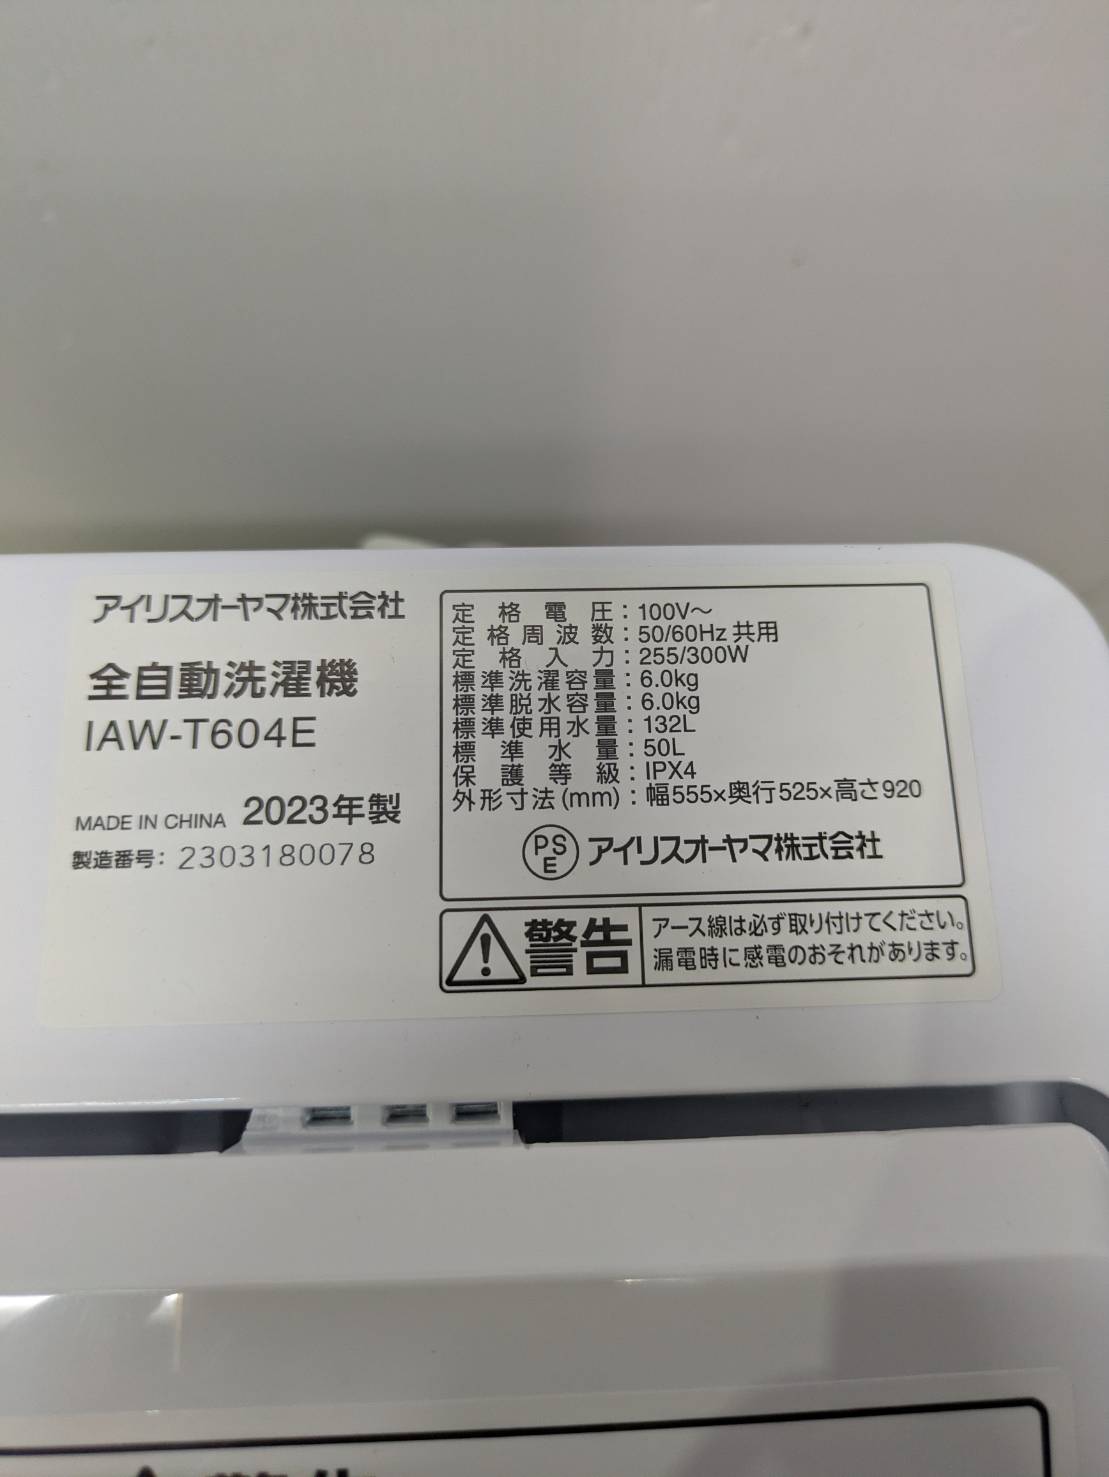 アイリスオーヤマ株式会社
全自動洗濯機
IAW-T604E
MADE IN CHINA 2023年製
製造番号: 2303180078
定格電圧：100V～
定格周波数：50/60Hz 共用
定格入力：255/300W
標準洗濯容量：6.0kg
標準脱水容量：6.0kg
標準使用水量：132L
標準水量：50L
保護等級：IPX4
外形寸法(mm)：幅555×奥行525×高さ920
PSE アイリスオーヤマ株式会社
警告
アース線は必ず取り付けてください。
漏電時に感電のおそれがあります。